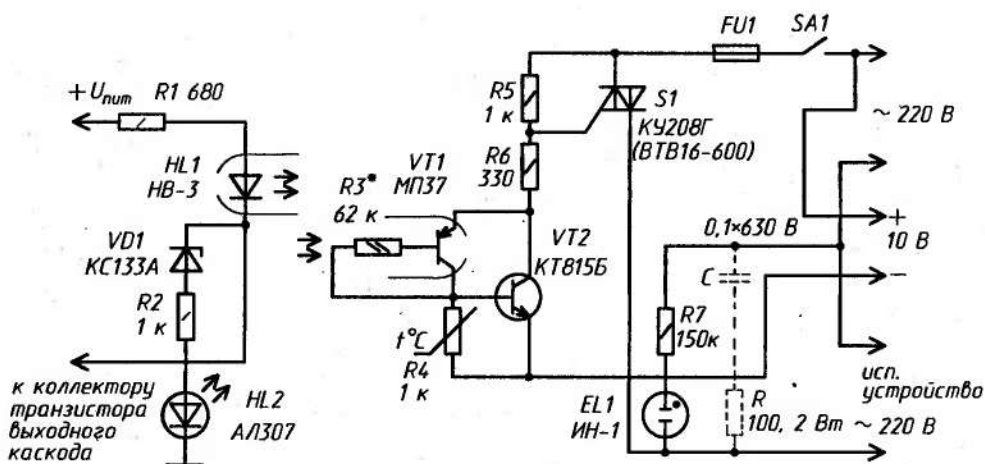 FU1
SA1
+ Uпит
R1 680
R5
1 к
S1
КУ208Г
(BTB16-600)
~ 220 В
HL1
НВ-3
VT1
МП37
R3*
62 к
R6
330
VD1
КС133А
VT2
КТ815Б
0,1×630 В
+
10 В
−
C
R2
1 к
t°C
R4
1 к
R7
150к
к коллектору
транзистора
выходного
каскода
HL2
АЛ307
EL1
ИН-1
R
100, 2 Вт
исп.
устройство
~ 220 В